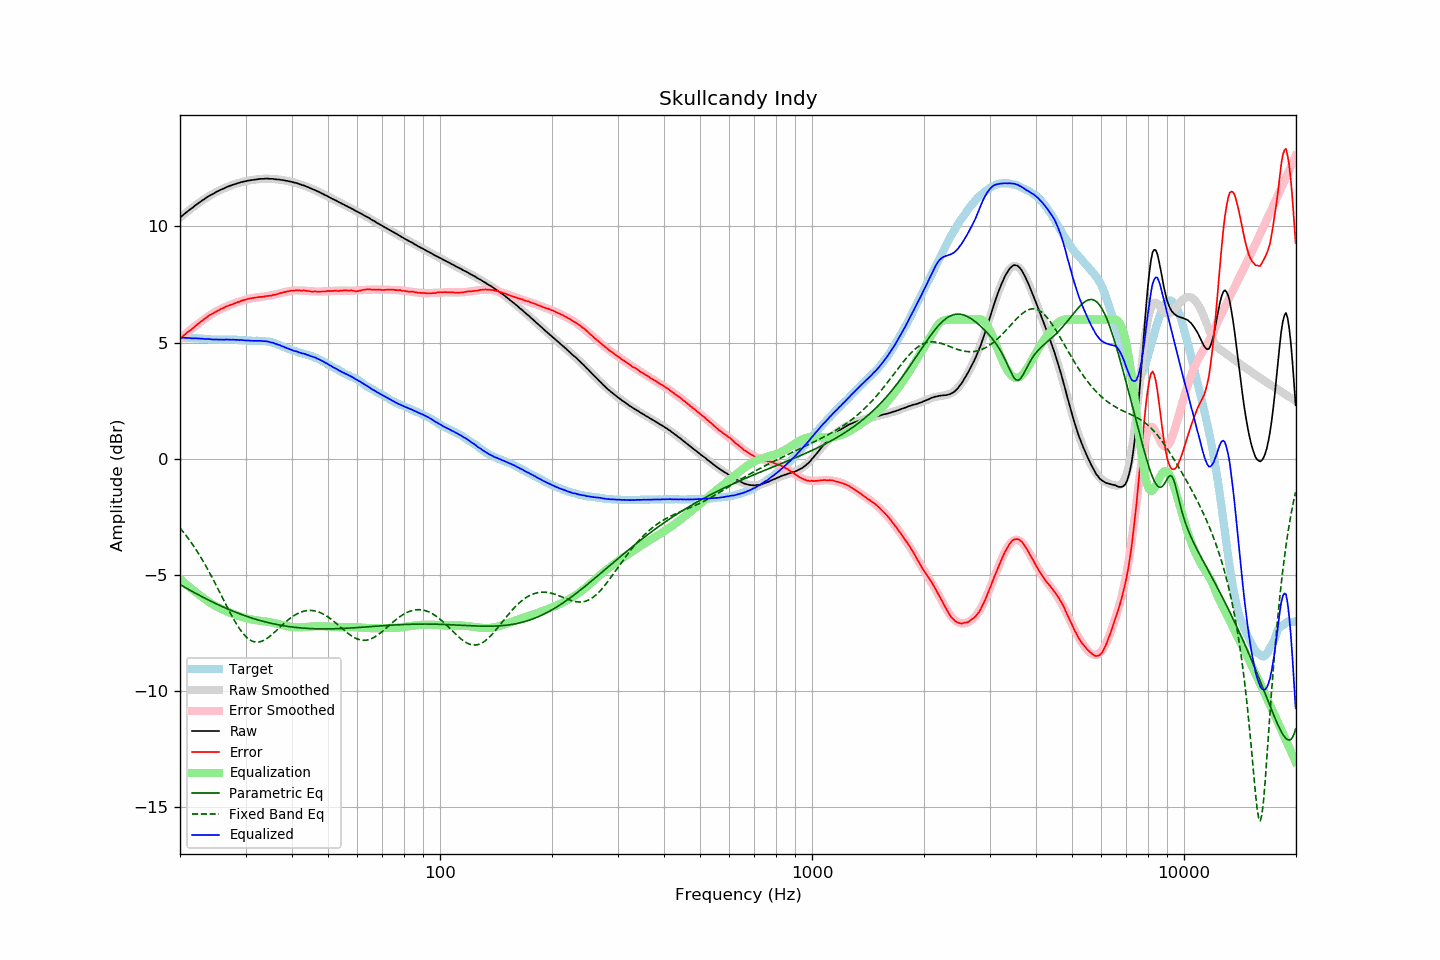 Skullcandy Indy
Amplitude (dBr)
10
5
0
−5
−10
−15
Target
Raw Smoothed
Error Smoothed
Raw
Error
Equalization
Parametric Eq
Fixed Band Eq
Equalized
100
1000
10000
Frequency (Hz)